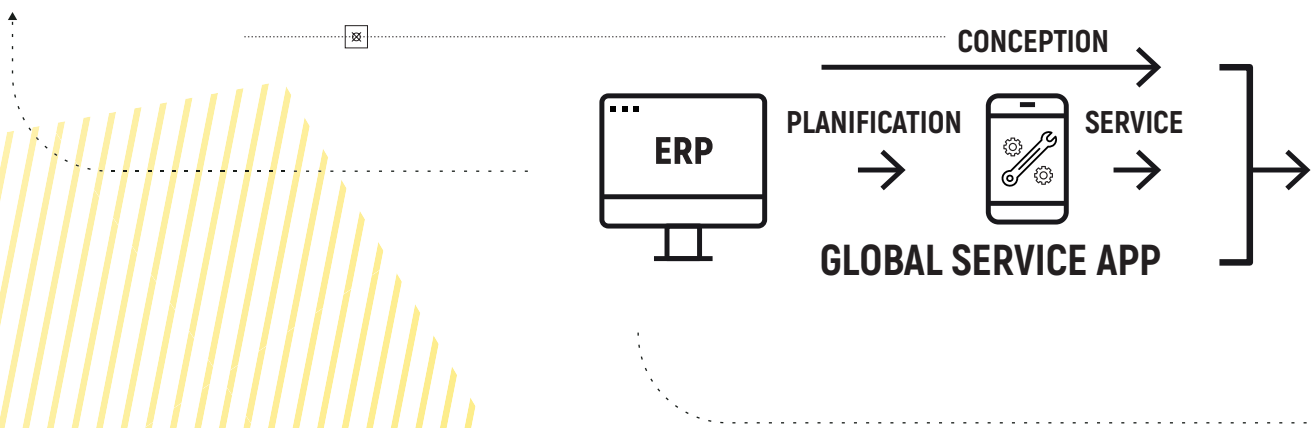 CONCEPTION
PLANIFICATION
SERVICE
ERP
GLOBAL SERVICE APP